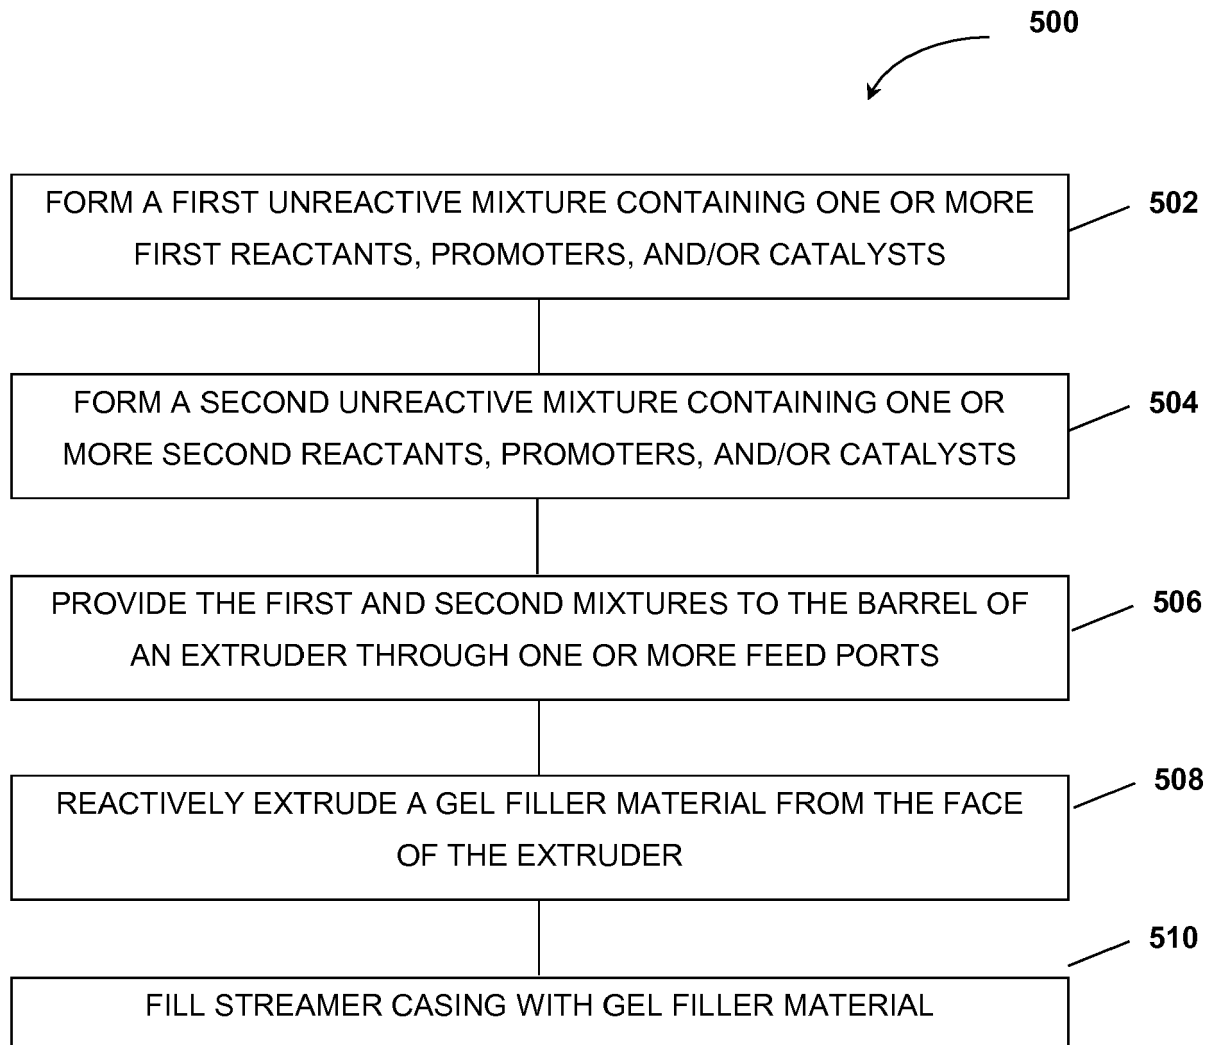 500
FORM A FIRST UNREACTIVE MIXTURE CONTAINING ONE OR MORE
FIRST REACTANTS, PROMOTERS, AND/OR CATALYSTS
502
FORM A SECOND UNREACTIVE MIXTURE CONTAINING ONE OR
MORE SECOND REACTANTS, PROMOTERS, AND/OR CATALYSTS
504
PROVIDE THE FIRST AND SECOND MIXTURES TO THE BARREL OF
AN EXTRUDER THROUGH ONE OR MORE FEED PORTS
506
REACTIVELY EXTRUDE A GEL FILLER MATERIAL FROM THE FACE
OF THE EXTRUDER
508
FILL STREAMER CASING WITH GEL FILLER MATERIAL
510